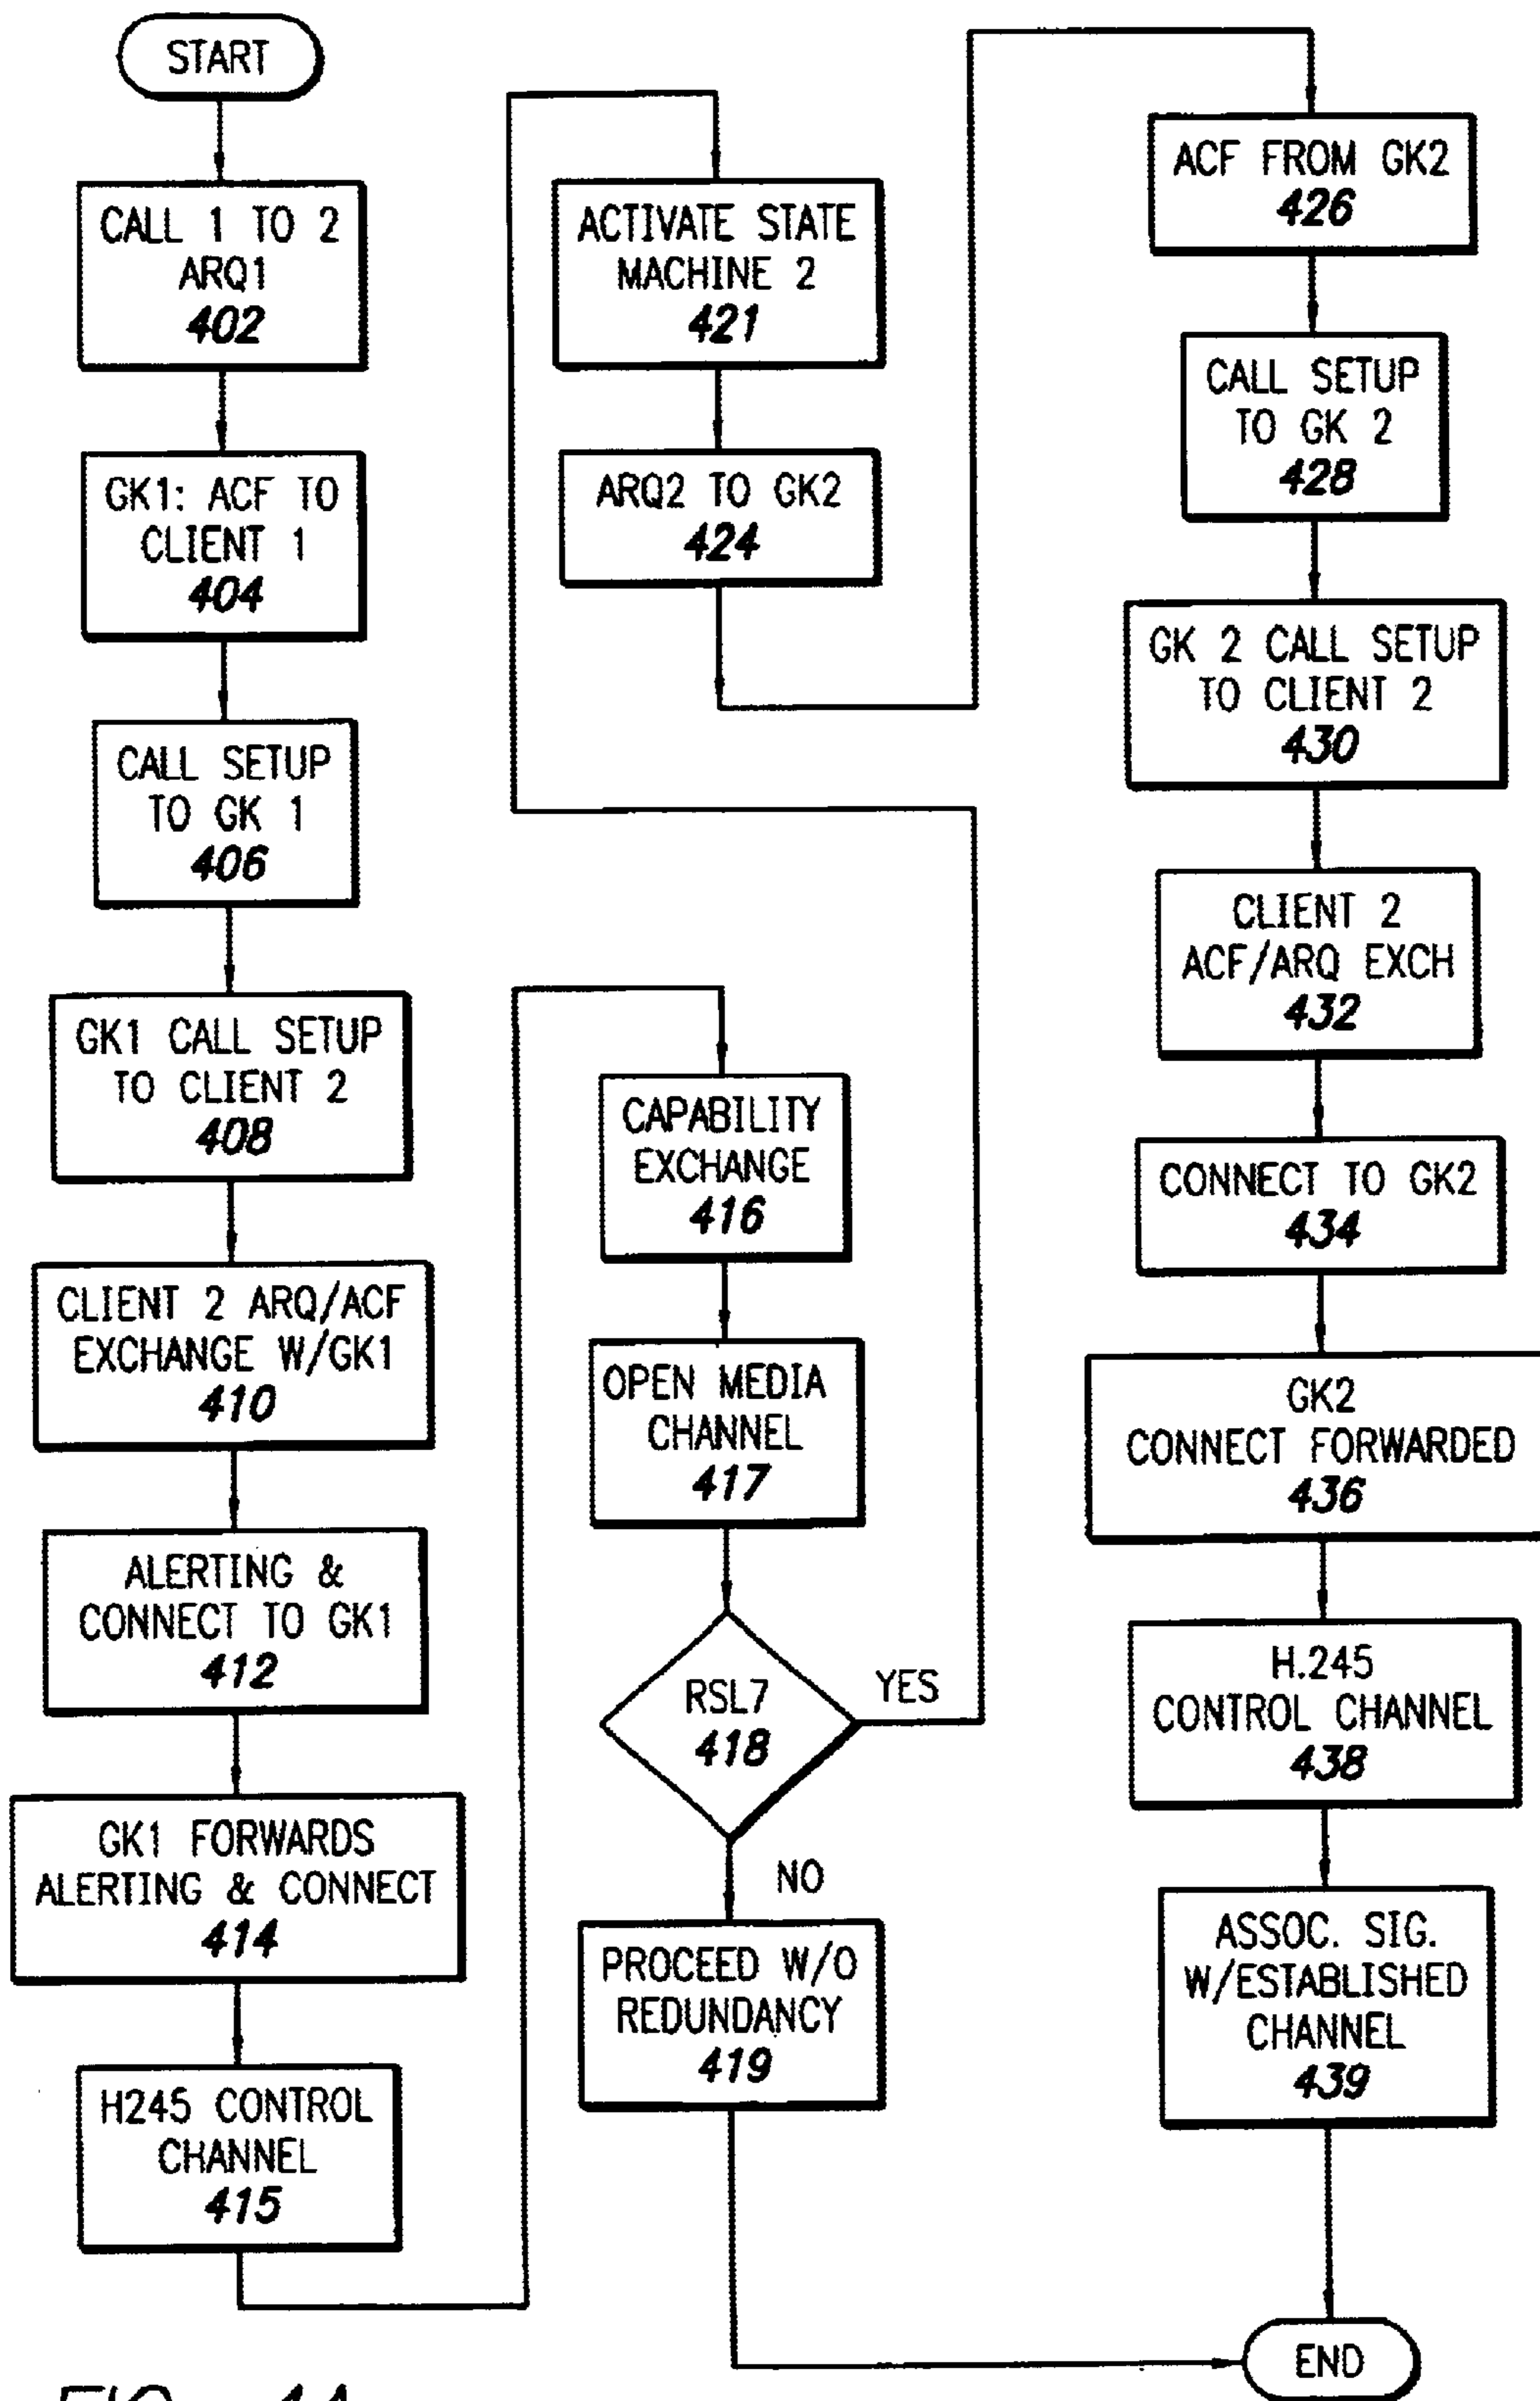 START
CALL 1 TO 2
ARQ1
402
GK1: ACF TO
CLIENT 1
404
CALL SETUP
TO GK 1
406
GK1 CALL SETUP
TO CLIENT 2
408
CLIENT 2 ARQ/ACF
EXCHANGE W/GK1
410
ALERTING &
CONNECT TO GK1
412
GK1 FORWARDS
ALERTING & CONNECT
414
H245 CONTROL
CHANNEL
415
ACTIVATE STATE
MACHINE 2
421
ARQ2 TO GK2
424
CAPABILITY
EXCHANGE
416
OPEN MEDIA
CHANNEL
417
RSL7
418
YES
NO
PROCEED W/O
REDUNDANCY
419
ACF FROM GK2
426
CALL SETUP
TO GK 2
428
GK 2 CALL SETUP
TO CLIENT 2
430
CLIENT 2
ACF/ARQ EXCH
432
CONNECT TO GK2
434
GK2
CONNECT FORWARDED
436
H.245
CONTROL CHANNEL
438
ASSOC. SIG.
W/ESTABLISHED
CHANNEL
439
END